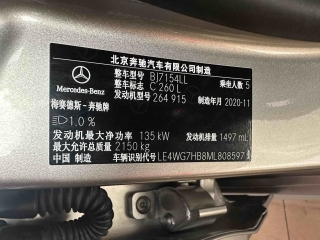 北京奔驰汽车有限公司制造
整车型号 BJ7154LL 乘坐人数 5
整车标志 C 260 L
发动机型号 264 915 制造年月 2020-11
Mercedes-Benz
梅赛德斯-奔驰牌
1.0 %
发动机最大净功率 135 kW 发动机排量 1497 mL
最大允许总质量 2150 kg
中国 制造 车辆识别代号 LE4WG7HB8ML808597